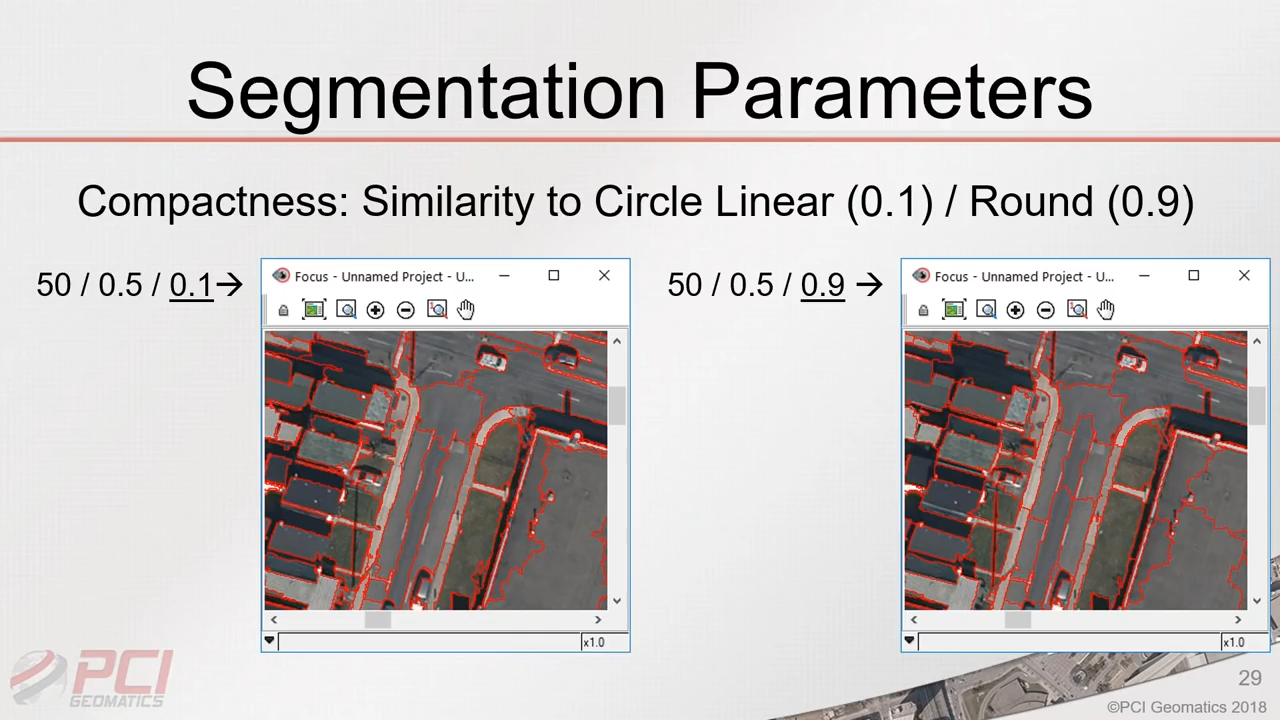 Segmentation Parameters
Compactness: Similarity to Circle Linear (0.1) / Round (0.9)
50 / 0.5 / 0.1→
Focus - Unnamed Project - U...
x1.0
50 / 0.5 / 0.9 →
Focus - Unnamed Project - U...
x1.0
PCI
GEOMATICS
29
©PCI Geomatics 2018